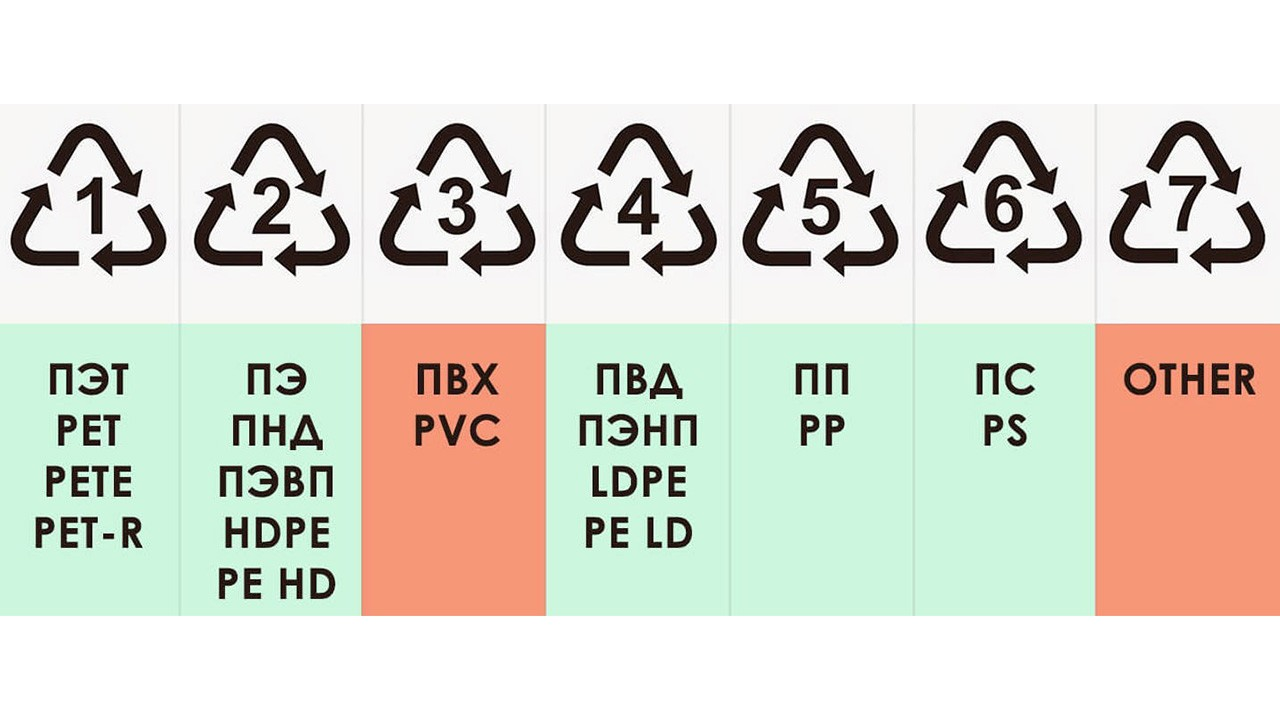 1 2 3 4 5 6 7
ПЭТ
PET
PETE
PET-R
ПЭ
ПНД
ПЭВП
HDPE
PE HD
ПВХ
PVC
ПВД
ПЭНП
LDPE
PE LD
ПП
PP
ПС
PS
OTHER